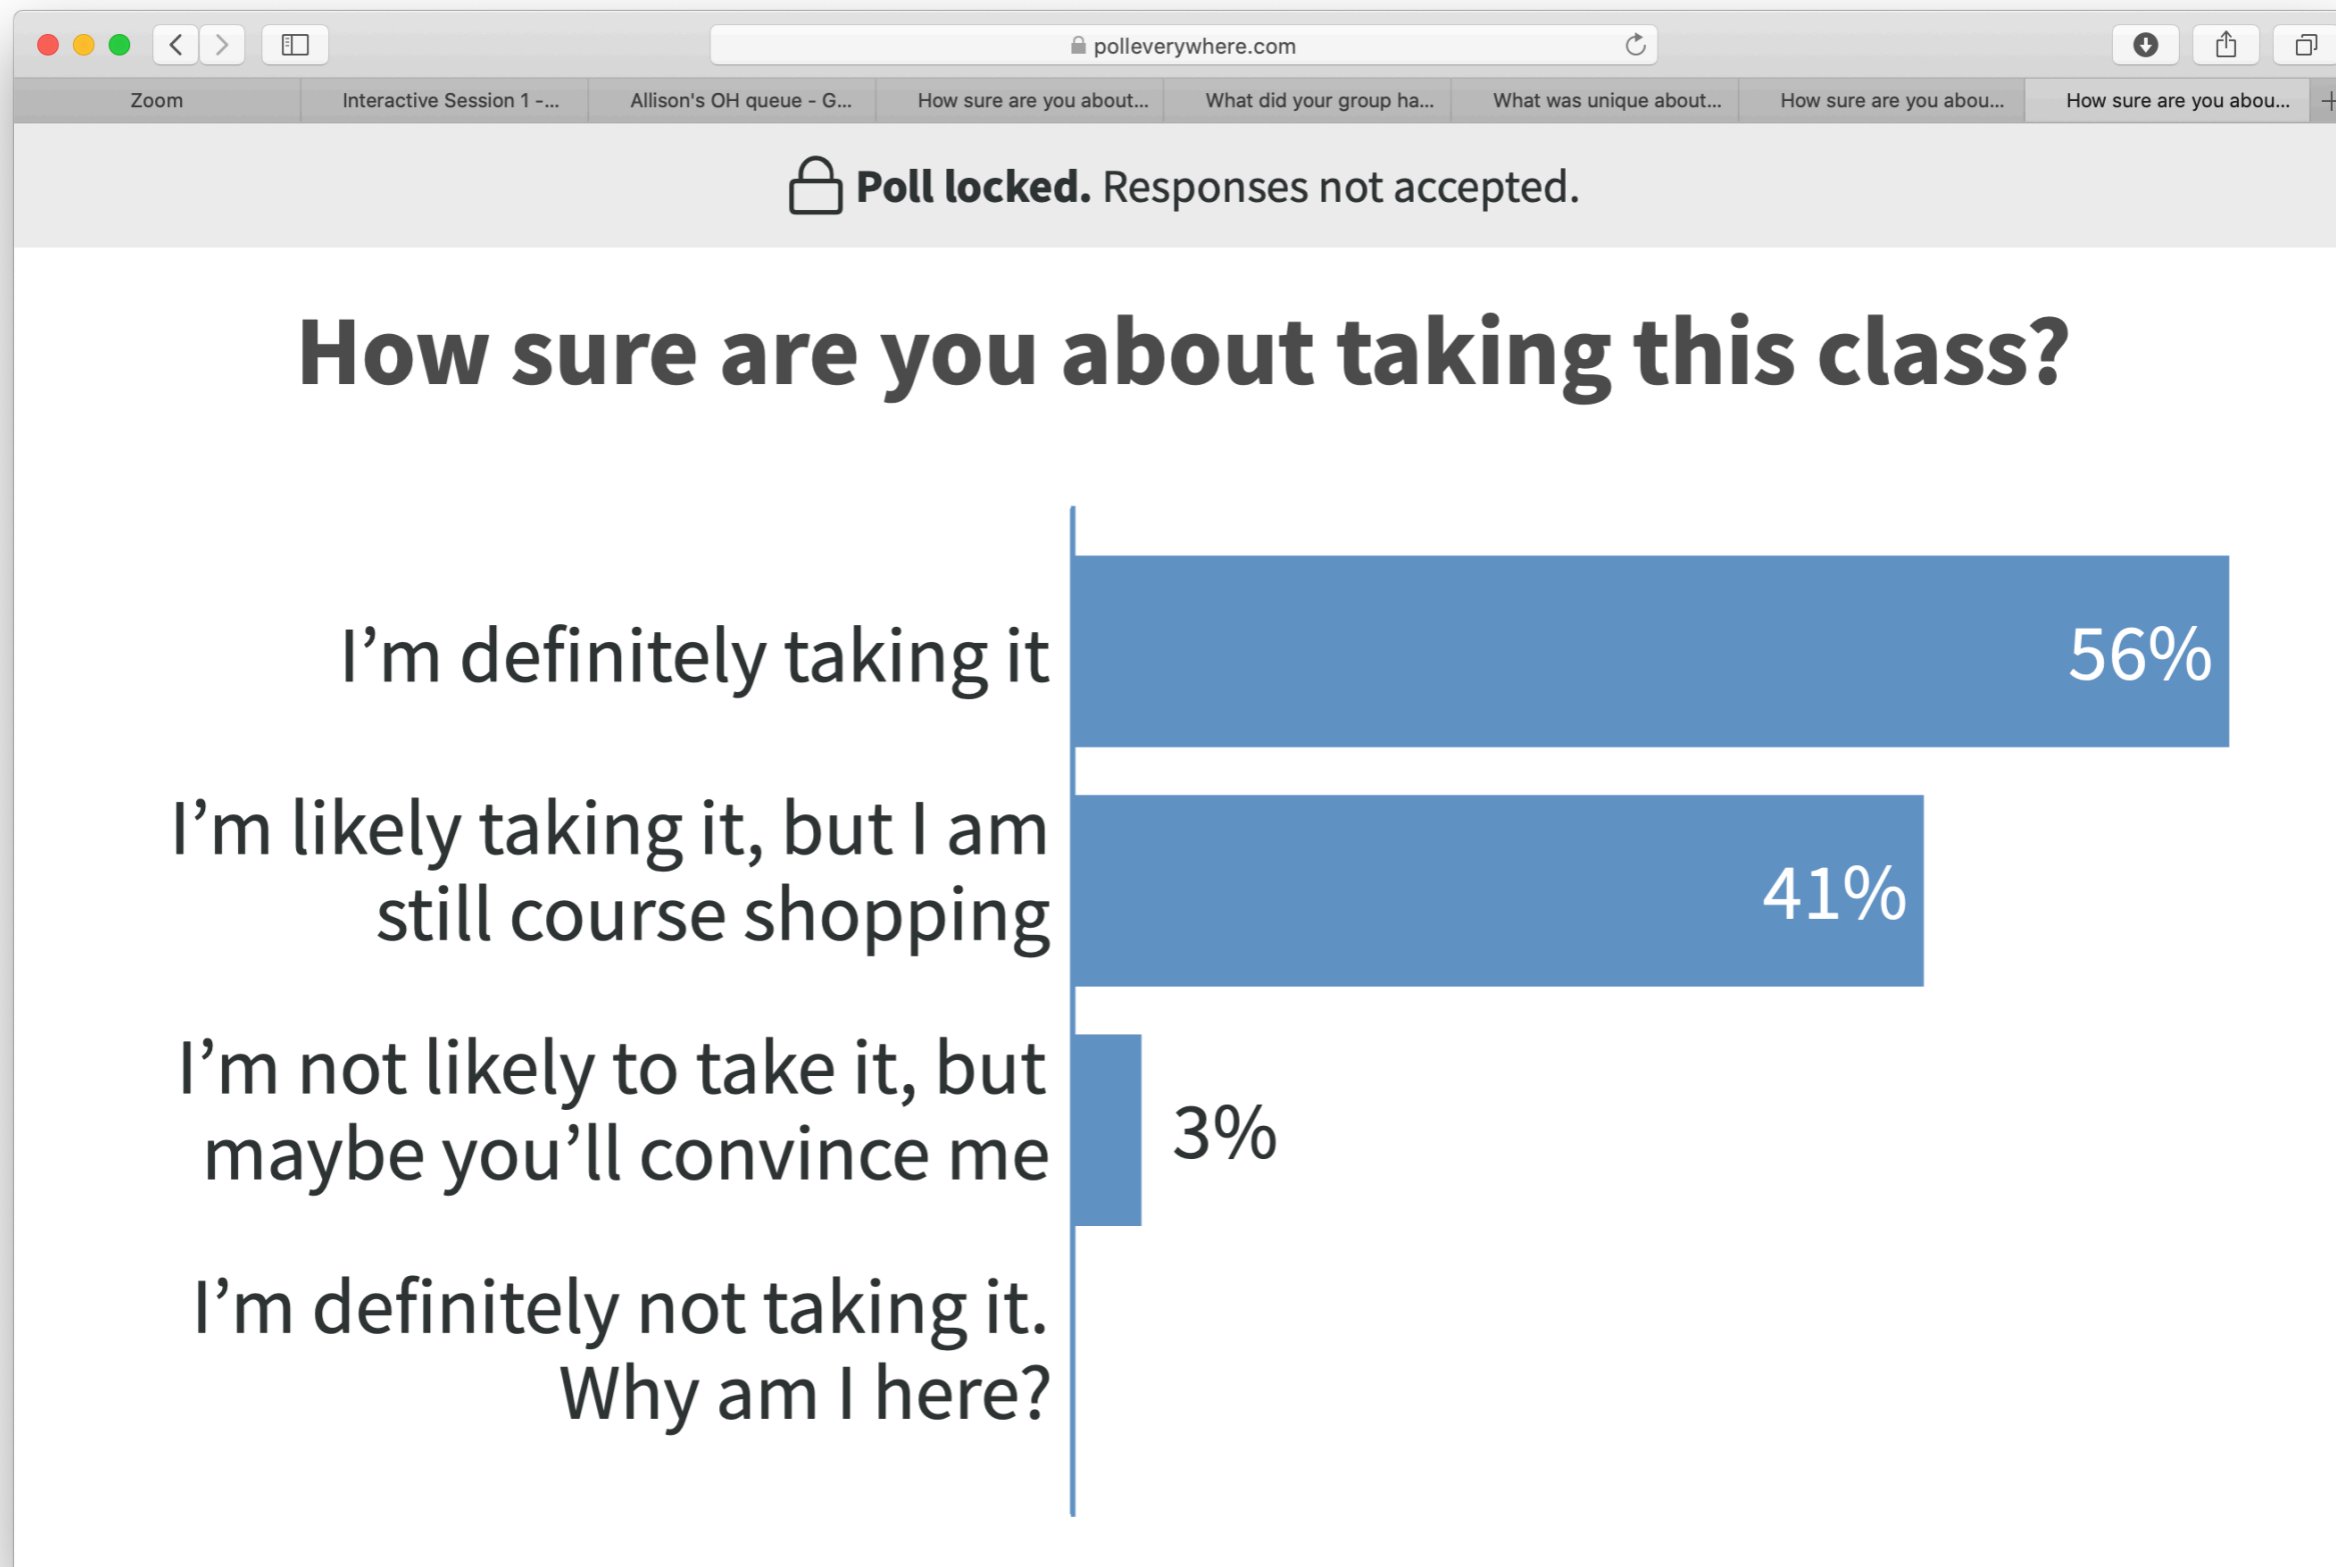 polleverywhere.com
Zoom
Interactive Session 1 -...
Allison's OH queue - G...
How sure are you about...
What did your group ha...
What was unique about...
How sure are you abou...
How sure are you abou...
Poll locked. Responses not accepted.
How sure are you about taking this class?
I’m definitely taking it
56%
I’m likely taking it, but I am
still course shopping
41%
I’m not likely to take it, but
maybe you’ll convince me
3%
I’m definitely not taking it.
Why am I here?